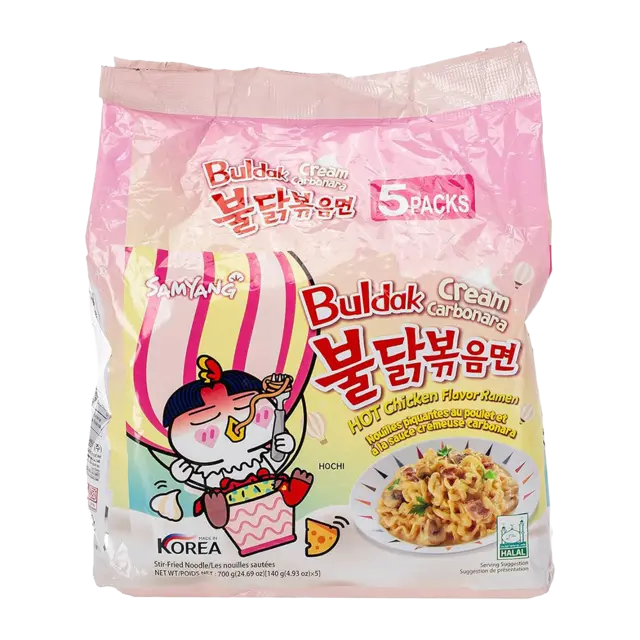 Buldak Cream Carbonara
불닭볶음면
5 PACKS
SAMYANG
Buldak Cream Carbonara
불닭볶음면
HOT Chicken Flavor Ramen
Nouilles piquantes au poulet et
à la sauce crémeuse carbonara
HOCHI
MADE IN
KOREA
HALAL
Stir-Fried Noodle/Les nouilles sautées
NET WT/POIDS NET : 700 g(24.69 oz)[140 g(4.93 oz)×5]
Serving Suggestion
Suggestion de présentation